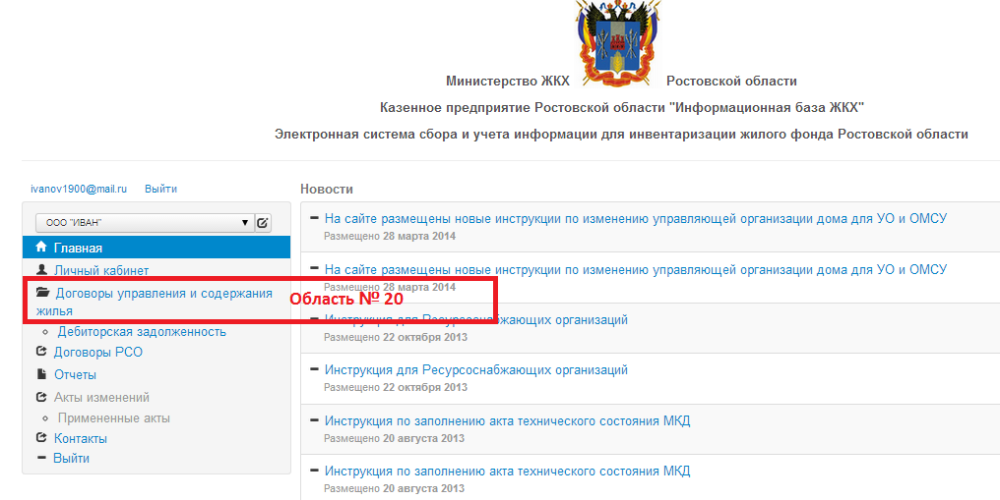 Министерство ЖКХ Ростовской области
Казенное предприятие Ростовской области "Информационная база ЖКХ"
Электронная система сбора и учета информации для инвентаризации жилого фонда Ростовской области
ivanov1900@mail.ru Выйти
ООО "ИВАН"
Главная
Личный кабинет
Договоры управления и содержания
жилья
Дебиторская задолженность
Договоры РСО
Отчеты
Акты изменений
Примененные акты
Контакты
Выйти
Область № 20
Новости
На сайте размещены новые инструкции по изменению управляющей организации дома для УО и ОМСУ
Размещено 28 марта 2014
На сайте размещены новые инструкции по изменению управляющей организации дома для УО и ОМСУ
Размещено 28 марта 2014
Инструкция для Ресурсоснабжающих организаций
Размещено 22 октября 2013
Инструкция для Ресурсоснабжающих организаций
Размещено 22 октября 2013
Инструкция по заполнению акта технического состояния МКД
Размещено 20 августа 2013
Инструкция по заполнению акта технического состояния МКД
Размещено 20 августа 2013